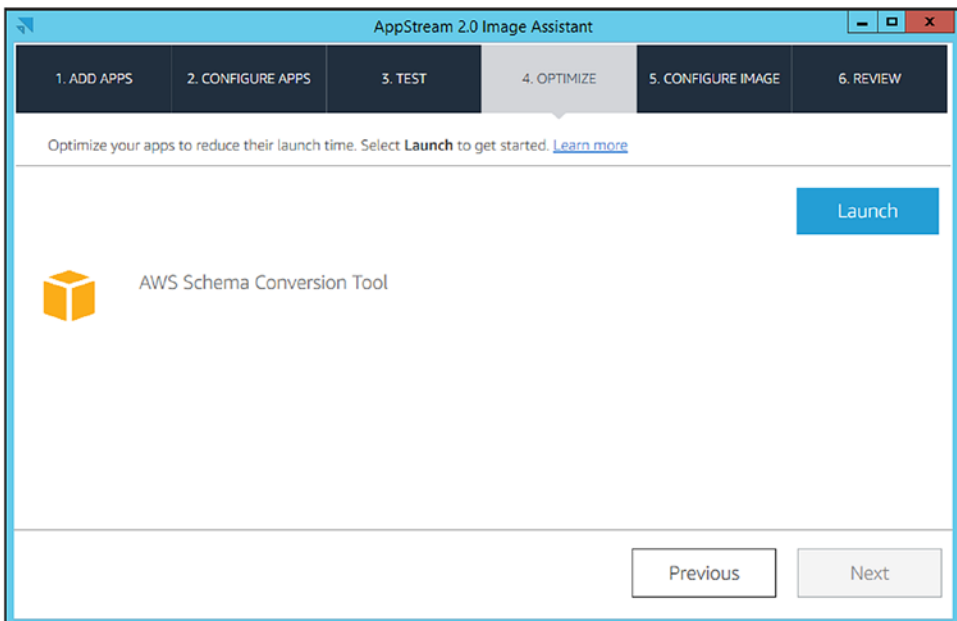 AppStream 2.0 Image Assistant
1. ADD APPS
2. CONFIGURE APPS
3. TEST
4. OPTIMIZE
5. CONFIGURE IMAGE
6. REVIEW
Optimize your apps to reduce their launch time. Select Launch to get started. Learn more
Launch
AWS Schema Conversion Tool
Previous
Next